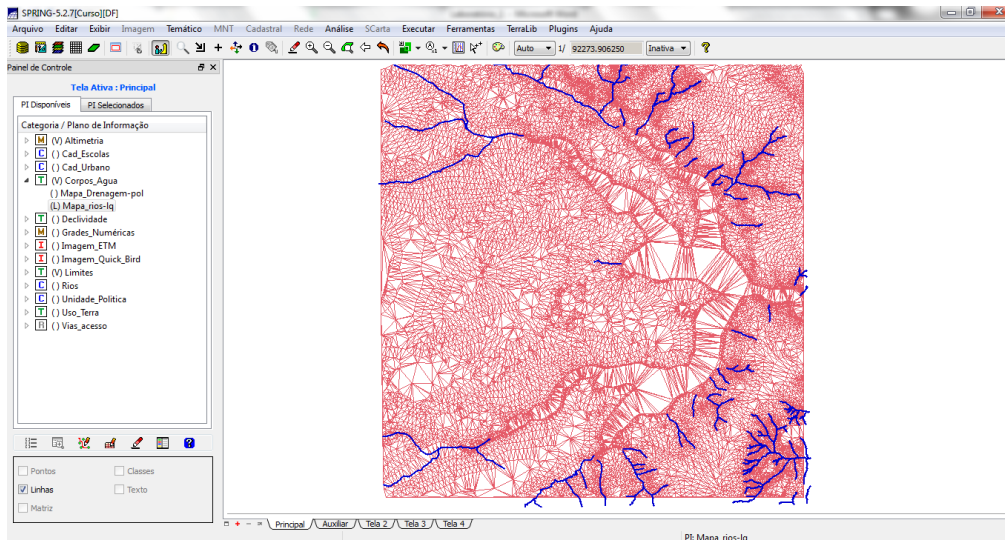 SPRING-5.2.7[Curso][DF]
Arquivo Editar Exibir Imagem Temático MNT Cadastral Rede Análise SCarta Executar Ferramentas TerraLib Plugins Ajuda
Auto 1/ 92273.906250 Inativa
Painel de Controle
Tela Ativa : Principal
PI Disponíveis PI Selecionados
Categoria / Plano de Informação
M (V) Altimetria
C () Cad_Escolas
C () Cad_Urbano
T (V) Corpos_Agua
() Mapa_Drenagem-pol
(L) Mapa_rios-lq
T () Declividade
M () Grades_Numéricas
I () Imagem_ETM
I () Imagem_Quick_Bird
T (V) Limites
C () Rios
C () Unidade_Politica
T () Uso_Terra
R () Vias_acesso
Pontos Classes
Linhas Texto
Matriz
Principal Auxiliar Tela 2 Tela 3 Tela 4
PI: Mapa_rios-lq